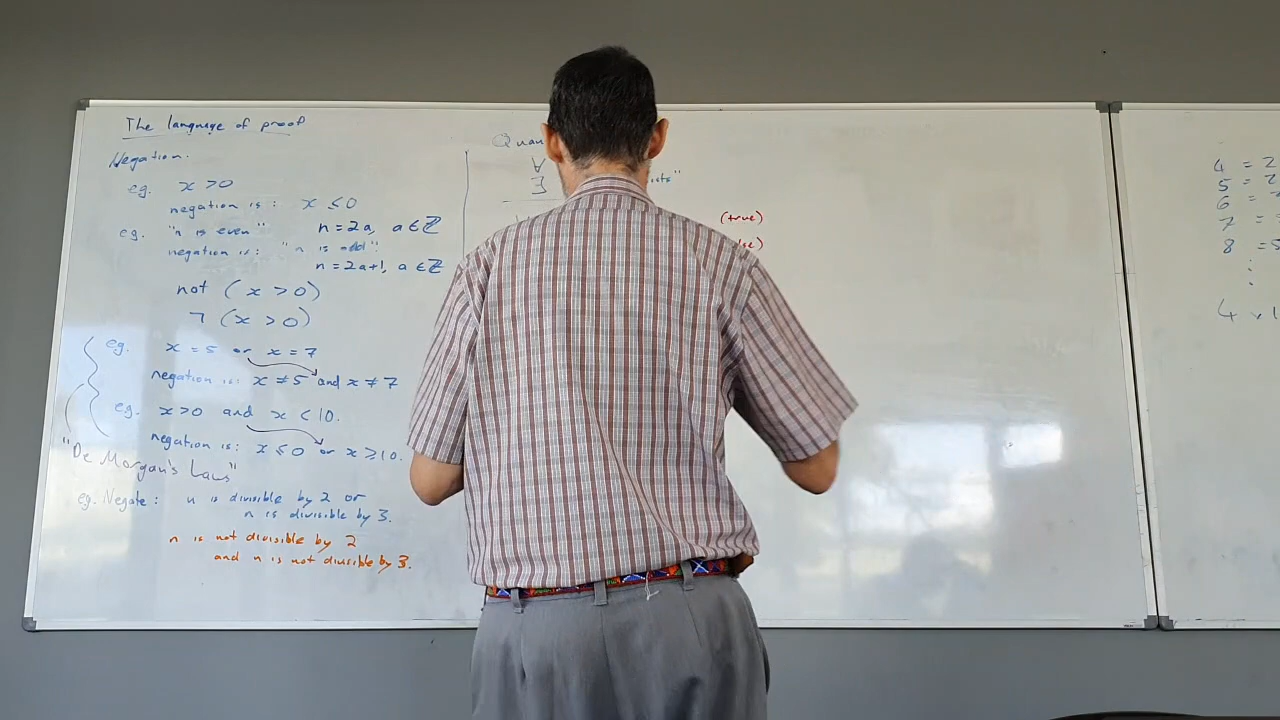 The language of proof
Negation.
eg. x > 0
negation is: x ≤ 0
eg. "n is even" n = 2a, a ∈ ℤ
negation is: "n is odd".
n = 2a+1, a ∈ ℤ
not (x > 0)
¬ (x > 0)
eg. x = 5 or x = 7
negation is: x ≠ 5 and x ≠ 7
eg. x > 0 and x < 10.
negation is: x ≤ 0 or x ≥ 10.
"De Morgan's Laws"
eg. Negate: n is divisible by 2 or
n is divisible by 3.
n is not divisible by 2
and n is not divisible by 3.
Quan
∀
∃ ists"
(true)
lse)
4 = 2
5 = 2
6 =
7 =
8 = 5
:
:
4